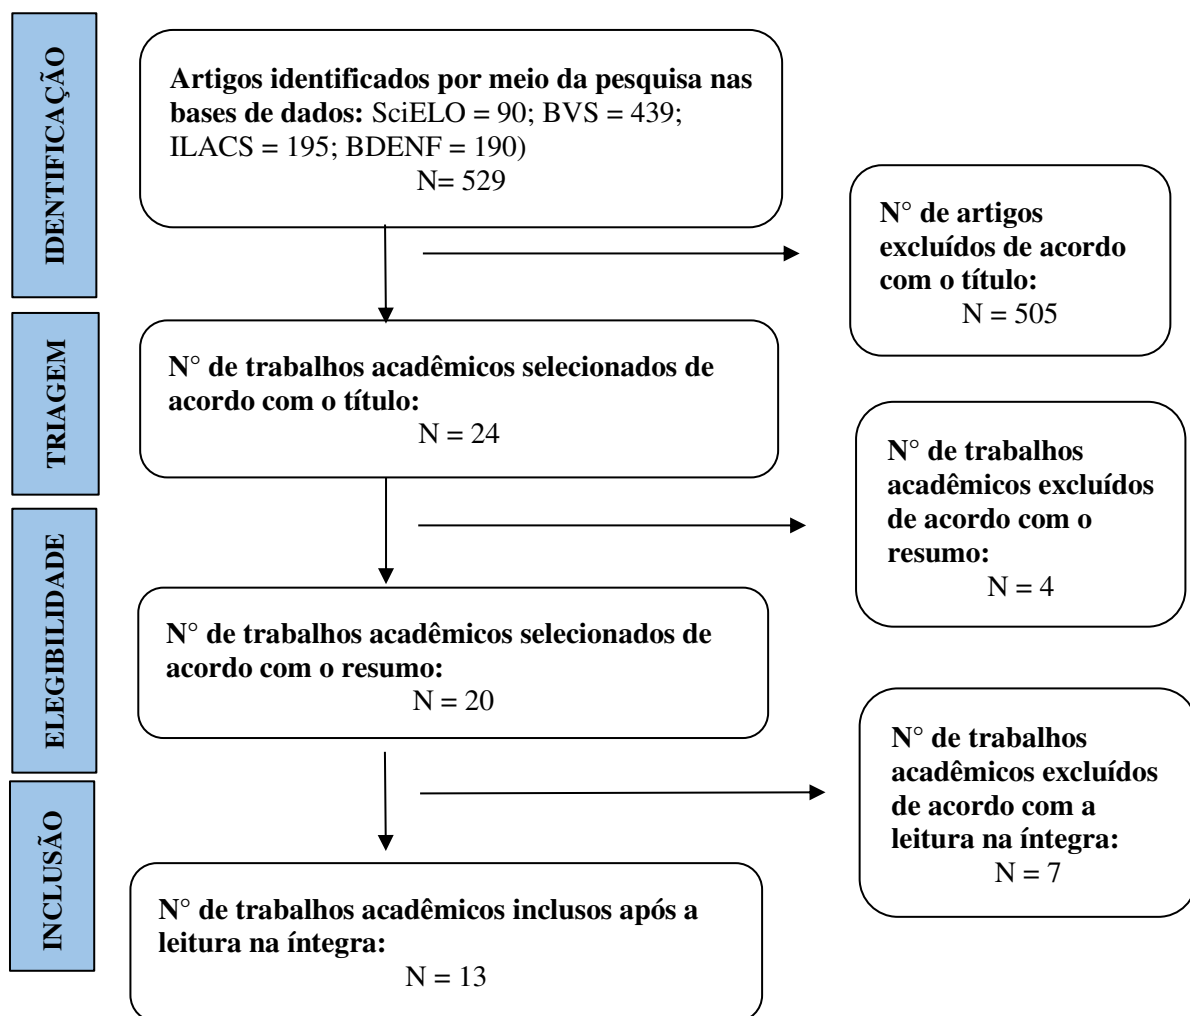 IDENTIFICAÇÃO
Artigos identificados por meio da pesquisa nas
bases de dados: SciELO = 90; BVS = 439;
ILACS = 195; BDENF = 190)
N= 529
N° de artigos
excluídos de acordo
com o título:
N = 505
TRIAGEM
N° de trabalhos acadêmicos selecionados de
acordo com o título:
N = 24
N° de trabalhos
acadêmicos excluídos
de acordo com o
resumo:
N = 4
ELEGIBILIDADE
N° de trabalhos acadêmicos selecionados de
acordo com o resumo:
N = 20
N° de trabalhos
acadêmicos excluídos
de acordo com a
leitura na íntegra:
N = 7
INCLUSÃO
N° de trabalhos acadêmicos inclusos após a
leitura na íntegra:
N = 13